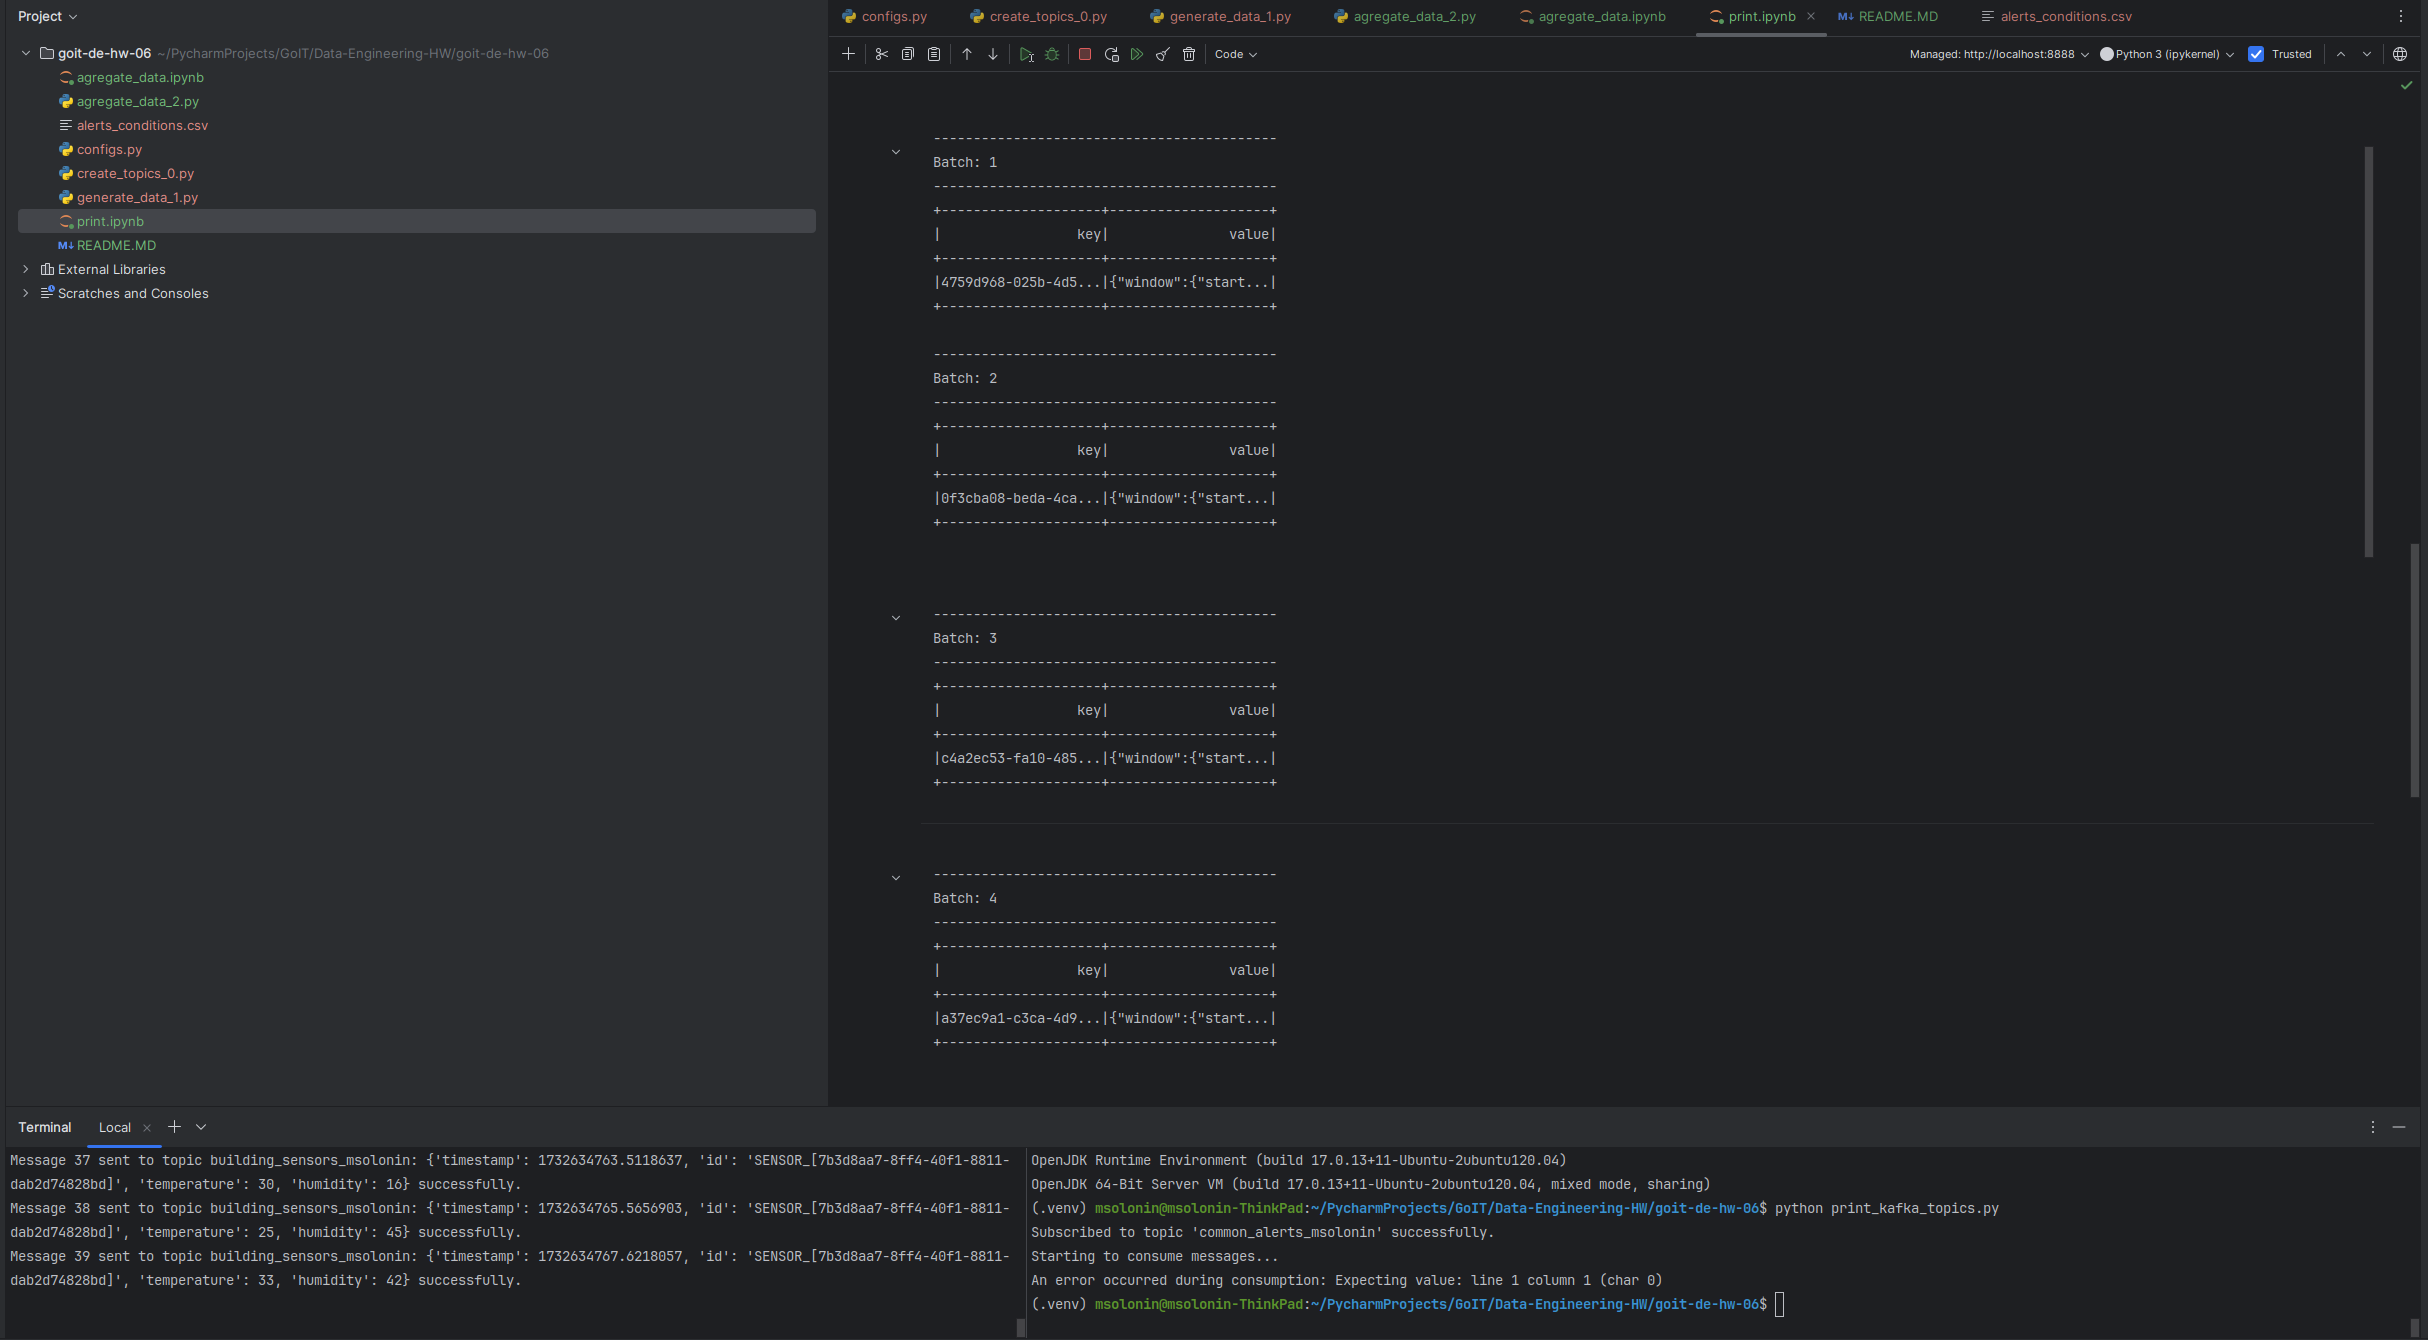 Project
configs.py
create_topics_0.py
generate_data_1.py
agregate_data_2.py
agregate_data.ipynb
print.ipynb
README.MD
alerts_conditions.csv
goit-de-hw-06 ~/PycharmProjects/GoIT/Data-Engineering-HW/goit-de-hw-06
agregate_data.ipynb
agregate_data_2.py
alerts_conditions.csv
configs.py
create_topics_0.py
generate_data_1.py
print.ipynb
M↓ README.MD
External Libraries
Scratches and Consoles
Code
Managed: http://localhost:8888
Python 3 (ipykernel)
Trusted
-------------------------------------------
Batch: 1
-------------------------------------------
+--------------------+--------------------+
|                 key|               value|
+--------------------+--------------------+
|4759d968-025b-4d5...|{"window":{"start...|
+--------------------+--------------------+
-------------------------------------------
Batch: 2
-------------------------------------------
+--------------------+--------------------+
|                 key|               value|
+--------------------+--------------------+
|0f3cba08-beda-4ca...|{"window":{"start...|
+--------------------+--------------------+
-------------------------------------------
Batch: 3
-------------------------------------------
+--------------------+--------------------+
|                 key|               value|
+--------------------+--------------------+
|c4a2ec53-fa10-485...|{"window":{"start...|
+--------------------+--------------------+
-------------------------------------------
Batch: 4
-------------------------------------------
+--------------------+--------------------+
|                 key|               value|
+--------------------+--------------------+
|a37ec9a1-c3ca-4d9...|{"window":{"start...|
+--------------------+--------------------+
Terminal
Local
Message 37 sent to topic building_sensors_msolonin: {'timestamp': 1732634763.5118637, 'id': 'SENSOR_[7b3d8aa7-8ff4-40f1-8811-
dab2d74828bd]', 'temperature': 30, 'humidity': 16} successfully.
Message 38 sent to topic building_sensors_msolonin: {'timestamp': 1732634765.5656903, 'id': 'SENSOR_[7b3d8aa7-8ff4-40f1-8811-
dab2d74828bd]', 'temperature': 25, 'humidity': 45} successfully.
Message 39 sent to topic building_sensors_msolonin: {'timestamp': 1732634767.6218057, 'id': 'SENSOR_[7b3d8aa7-8ff4-40f1-8811-
dab2d74828bd]', 'temperature': 33, 'humidity': 42} successfully.
OpenJDK Runtime Environment (build 17.0.13+11-Ubuntu-2ubuntu120.04)
OpenJDK 64-Bit Server VM (build 17.0.13+11-Ubuntu-2ubuntu120.04, mixed mode, sharing)
(.venv) msolonin@msolonin-ThinkPad:~/PycharmProjects/GoIT/Data-Engineering-HW/goit-de-hw-06$ python print_kafka_topics.py
Subscribed to topic 'common_alerts_msolonin' successfully.
Starting to consume messages...
An error occurred during consumption: Expecting value: line 1 column 1 (char 0)
(.venv) msolonin@msolonin-ThinkPad:~/PycharmProjects/GoIT/Data-Engineering-HW/goit-de-hw-06$